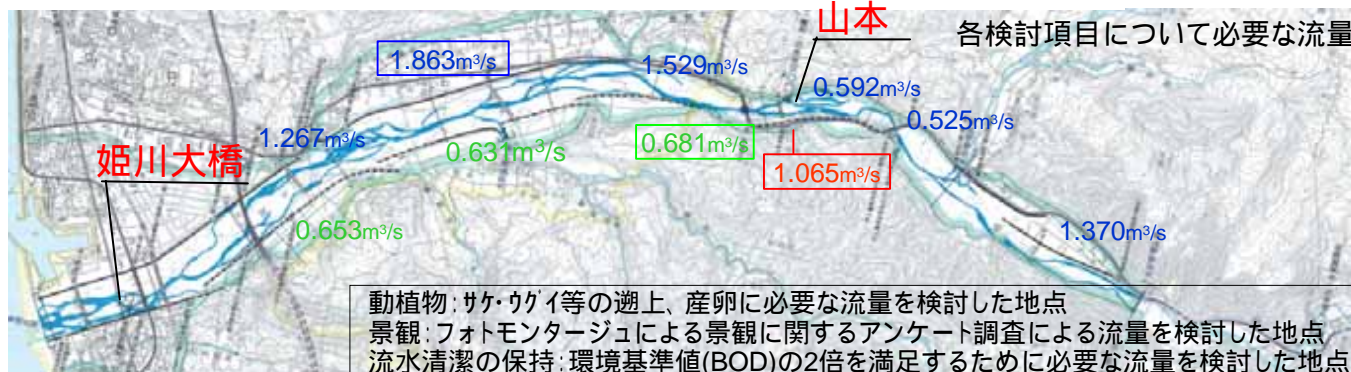 山本
各検討項目について必要な流量
1.863m³/s
1.529m³/s
0.592m³/s
0.525m³/s
1.267m³/s
0.631m³/s
0.681m³/s
1.065m³/s
姫川大橋
0.653m³/s
1.370m³/s
動植物:サケ・ウグイ等の遡上、産卵に必要な流量を検討した地点
景観:フォトモンタージュによる景観に関するアンケート調査による流量を検討した地点
流水清潔の保持:環境基準値(BOD)の2倍を満足するために必要な流量を検討した地点